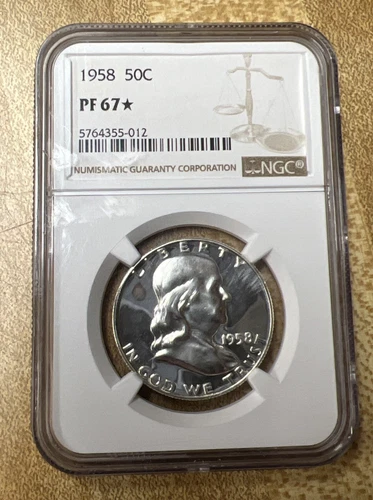 1958 50C
PF 67★
5764355-012
NUMISMATIC GUARANTY CORPORATION
NGC®
LIBERTY
1958
IN GOD WE TRUST